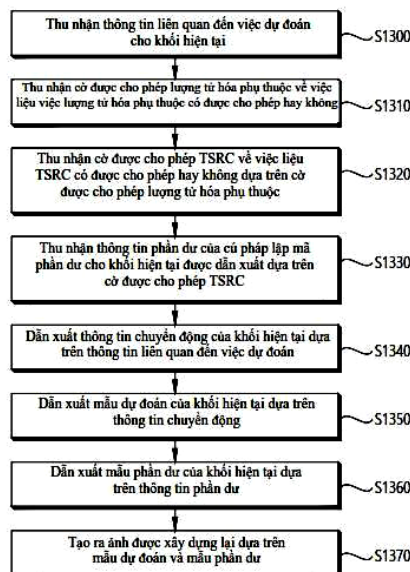 Thu nhận thông tin liên quan đến việc dự đoán
cho khối hiện tại
S1300
Thu nhận cờ được cho phép lượng tử hóa phụ thuộc về việc
liệu việc lượng tử hóa phụ thuộc có được cho phép hay không
S1310
Thu nhận cờ được cho phép TSRC về việc liệu
TSRC có được cho phép hay không dựa trên cờ
được cho phép lượng tử hóa phụ thuộc
S1320
Thu nhận thông tin phần dư của cú pháp lập mã
phần dư cho khối hiện tại được dẫn xuất dựa trên
cờ được cho phép TSRC
S1330
Dẫn xuất thông tin chuyển động của khối hiện tại dựa
trên thông tin liên quan đến việc dự đoán
S1340
Dẫn xuất mẫu dự đoán của khối hiện tại dựa trên
thông tin chuyển động
S1350
Dẫn xuất mẫu phần dư của khối hiện tại dựa
trên thông tin phần dư
S1360
Tạo ra ảnh được xây dựng lại dựa trên
mẫu dự đoán và mẫu phần dư
S1370